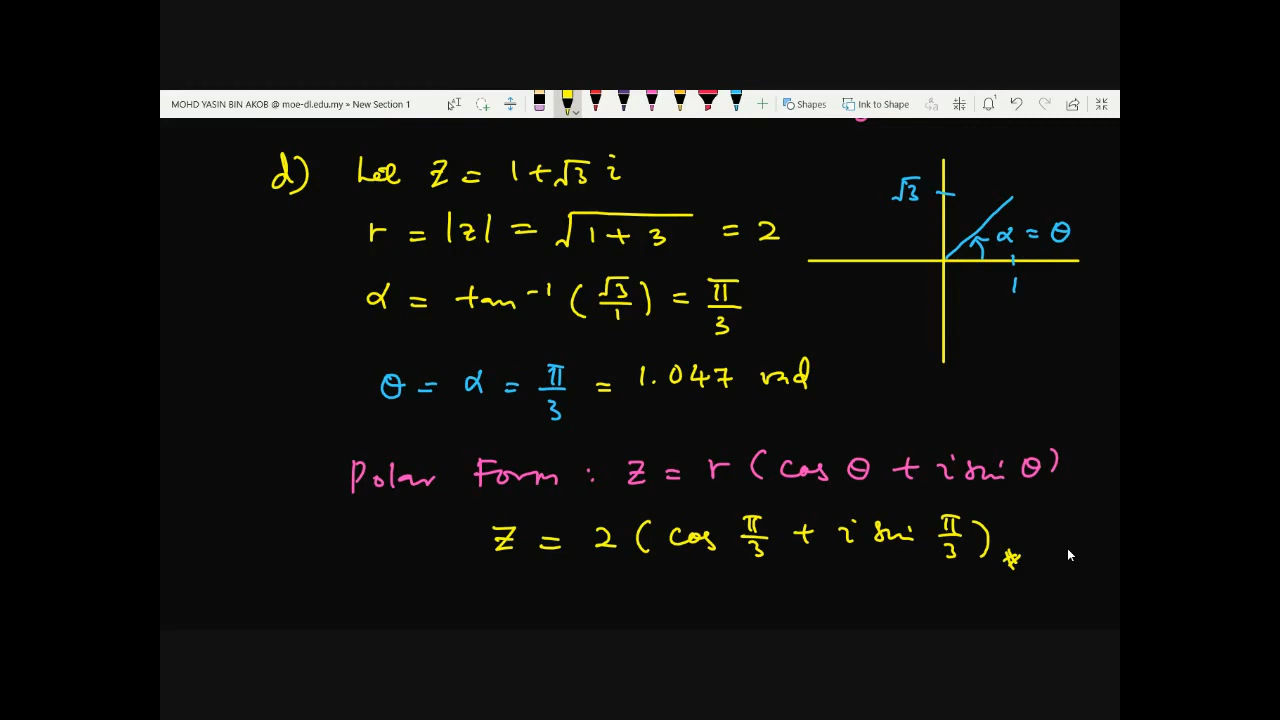 MOHD YASIN BIN AKOB @ moe-dl.edu.my » New Section 1
Shapes
Ink to Shape
d) Let z = 1 + √3 i
r = |z| = √(1 + 3) = 2
α = tan⁻¹ (√3/1) = π/3
θ = α = π/3 = 1.047 rad
√3
α = θ
1
Polar Form : z = r (cos θ + i sin θ)
z = 2 (cos π/3 + i sin π/3) *